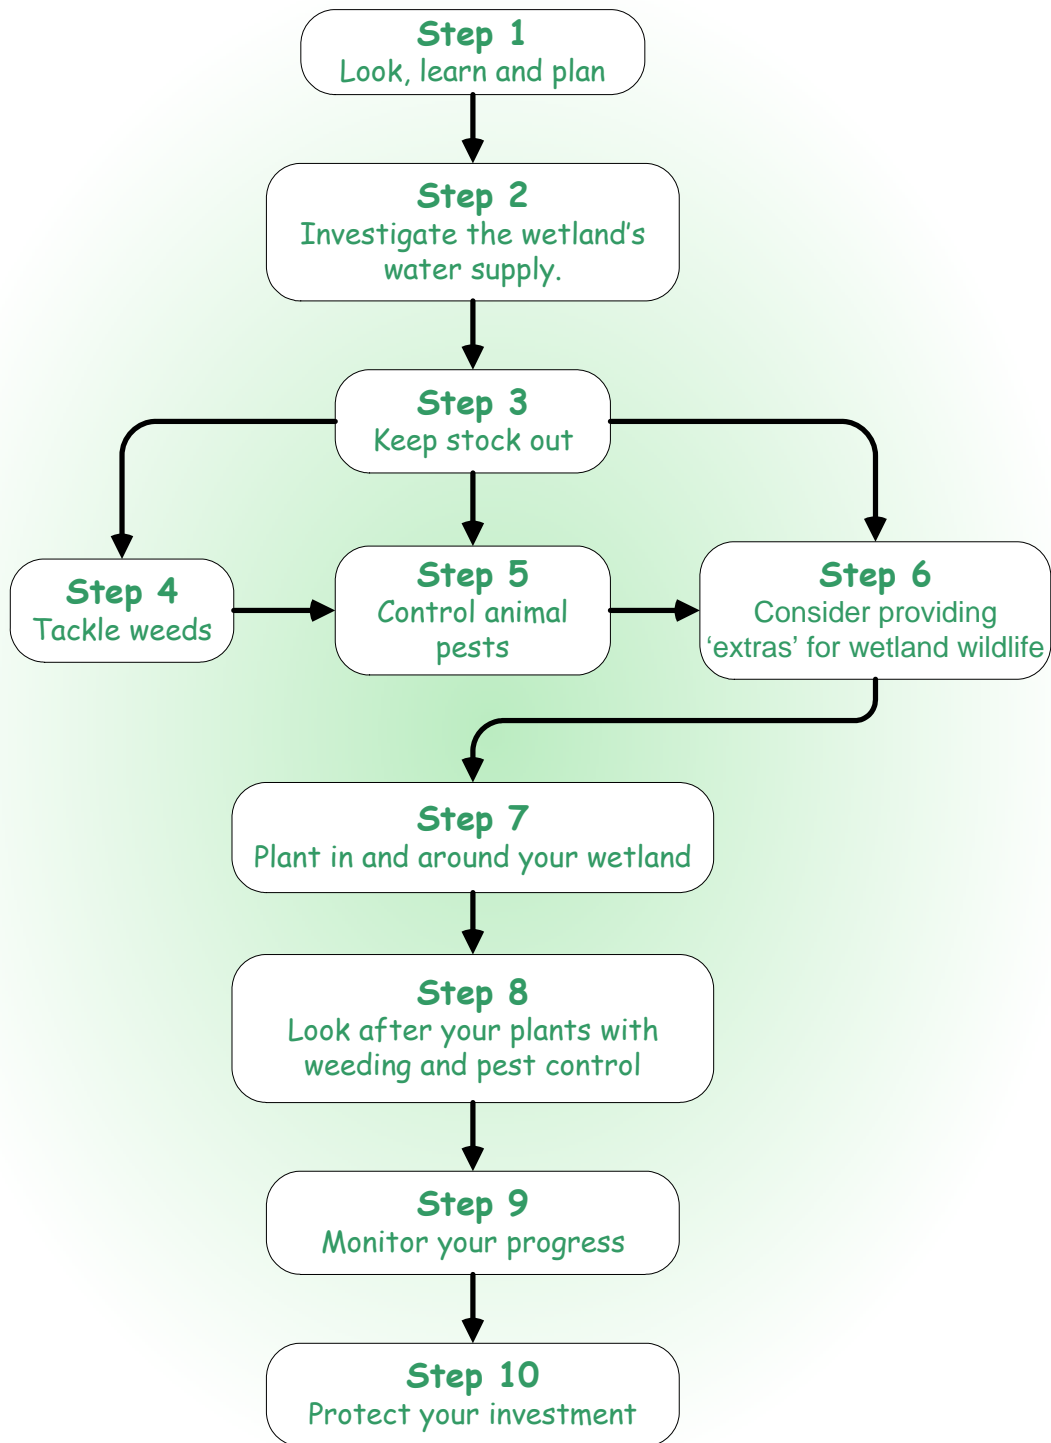 Step 1
Look, learn and plan
Step 2
Investigate the wetland's
water supply.
Step 3
Keep stock out
Step 4
Tackle weeds
Step 5
Control animal
pests
Step 6
Consider providing
‘extras’ for wetland wildlife
Step 7
Plant in and around your wetland
Step 8
Look after your plants with
weeding and pest control
Step 9
Monitor your progress
Step 10
Protect your investment